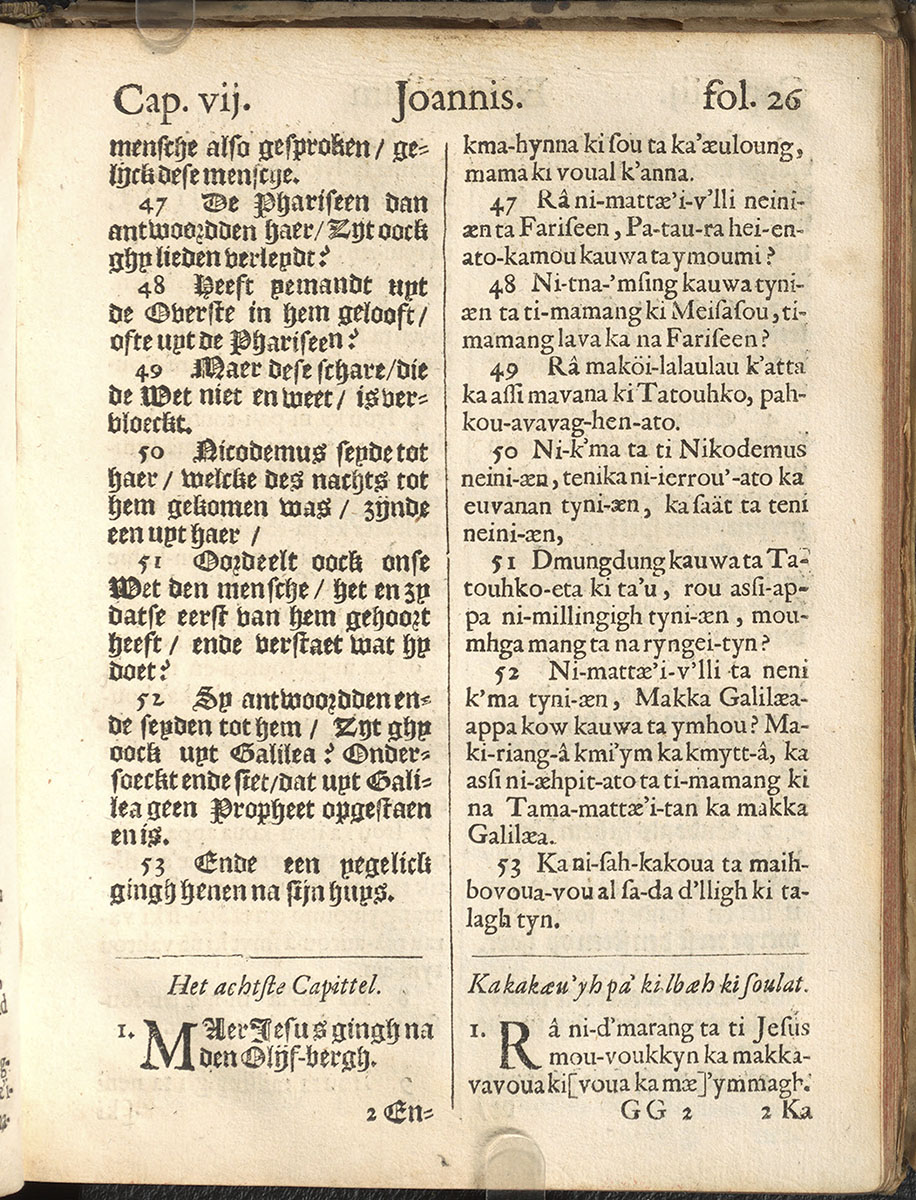 Cap. vij. Joannis. fol. 26
mensche also gesproken / ge-
lijck dese mensche.
47 De Phariseen dan
antwoordden haer / Zijt oock
ghy lieden verleydt?
48 Heeft yemandt uyt
de Overste in hem gelooft /
ofte uyt de Phariseen?
49 Maer dese schare / die
de Wet niet en weet / is ver-
vloeckt.
50 Nicodemus seyde tot
haer / welcke des nachts tot
hem gekomen was / zijnde
een uyt haer /
51 Oordeelt oock onse
Wet den mensche / het en zy
datse eerst van hem gehoort
heeft / ende verstaet wat hy
doet?
52 Sy antwoordden en-
de seyden tot hem / Zijt ghy
oock uyt Galilea? Onder-
soeckt ende siet / dat uyt Gali-
lea geen Propheet opgestaen
en is.
53 Ende een yegelick
gingh henen na sijn huys.
Het achtſte Capittel.
1. MAer Jesus gingh na
den Olijf-bergh.
2 En-
kma-hynna ki ſou ta ka'æuloung,
mama ki voual k'anna.
47 Râ ni-mattæ'i-v'lli neini-
æn ta Fariſeen, Pa-tau-ra hei-en-
ato-kamou kauwa ta ymoumi?
48 Ni-tna-'mſing kauwa tyni-
æn ta ti-mamang ki Meiſaſou, ti-
mamang lava ka na Fariſeen?
49 Râ maköi-lalaulau k'atta
ka aſſi mavana ki Tatouhko, pah-
kou-avavag-hen-ato.
50 Ni-k'ma ta ti Nikodemus
neini-æn, tenika ni-ierrou'-ato ka
euvanan tyni-æn, ka ſaät ta teni
neini-æn,
51 Dmungdung kauwa ta Ta-
touhko-eta ki ta'u, rou aſſi-ap-
pa ni-millingigh tyni-æn, mou-
mhga mang ta na ryngei-tyn?
52 Ni-mattæ'i-v'lli ta neni
k'ma tyni-æn, Makka Galilæa-
appa kow kauwa ta ymhou? Ma-
ki-riang-â kmi'ym ka kmytt-â, ka
aſſi ni-æhpit-ato ta ti-mamang ki
na Tama-mattæ'i-tan ka makka
Galilæa.
53 Ka ni-ſah-kakoua ta maih-
bovoua-vou al ſa-da d'lligh ki ta-
lagh tyn.
Ka kakæu'yh pa' ki lbæh ki ſoulat.
1. Râ ni-d'marang ta ti Jeſus
mou-voukkyn ka makka-
vavoua ki [voua ka mæ]'ymmagh.
GG 2 2 Ka